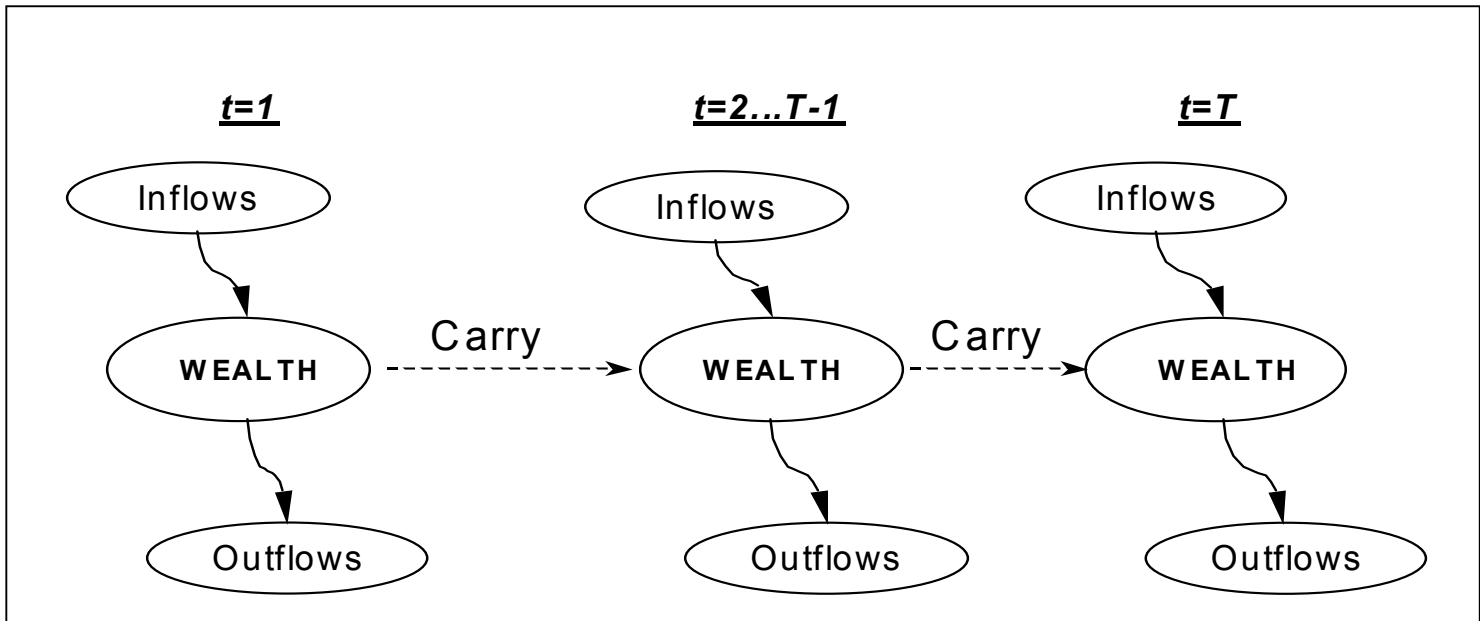 t=1 t=2...T-1 t=T
Inflows Inflows Inflows
Carry Carry
WEALTH WEALTH WEALTH
Outflows Outflows Outflows